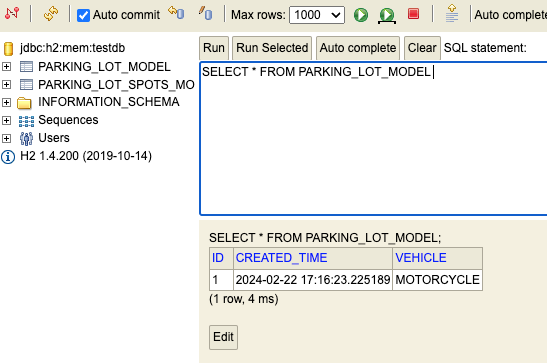 Auto commit Max rows: 1000 Auto complete
jdbc:h2:mem:testdb
PARKING_LOT_MODEL
PARKING_LOT_SPOTS_MO
INFORMATION_SCHEMA
Sequences
Users
H2 1.4.200 (2019-10-14)
Run Run Selected Auto complete Clear SQL statement:
SELECT * FROM PARKING_LOT_MODEL
SELECT * FROM PARKING_LOT_MODEL;
ID CREATED_TIME VEHICLE
1 2024-02-22 17:16:23.225189 MOTORCYCLE
(1 row, 4 ms)
Edit